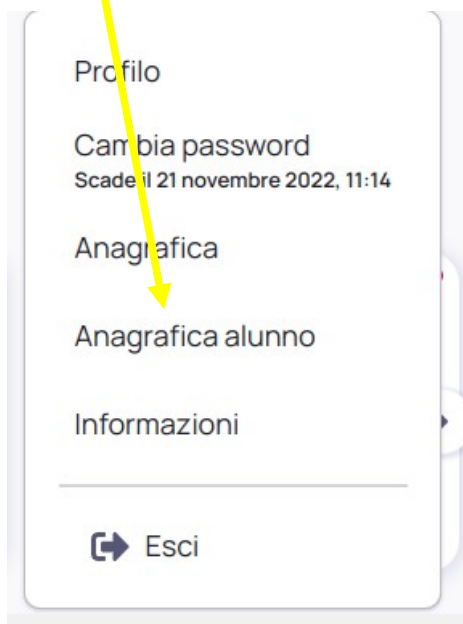 Profilo
Cambia password
Scade il 21 novembre 2022, 11:14
Anagrafica
Anagrafica alunno
Informazioni
Esci